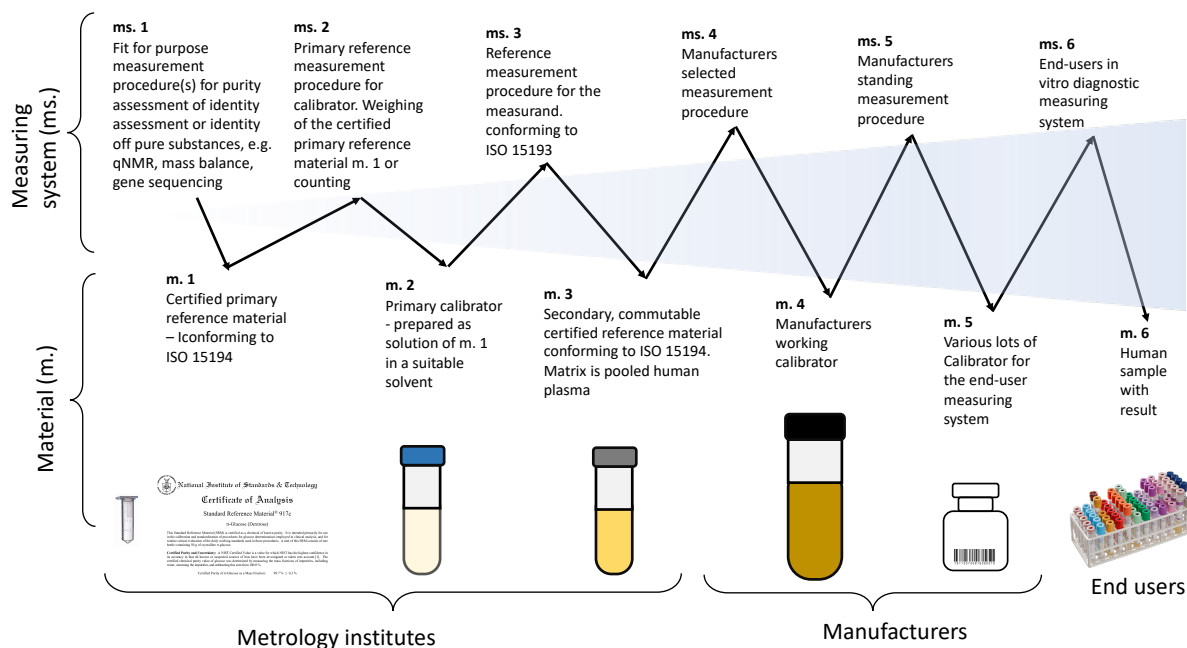 Measuring
system (ms.)
ms. 1
Fit for purpose
measurement
procedure(s) for purity
assessment of identity
assessment or identity
off pure substances, e.g.
qNMR, mass balance,
gene sequencing
ms. 2
Primary reference
measurement
procedure for
calibrator. Weighing
of the certified
primary reference
material m. 1 or
counting
ms. 3
Reference
measurement
procedure for the
measurand.
conforming to
ISO 15193
ms. 4
Manufacturers
selected
measurement
procedure
ms. 5
Manufacturers
standing
measurement
procedure
ms. 6
End-users in
vitro diagnostic
measuring
system
Material (m.)
m. 1
Certified primary
reference material
– Iconforming to
ISO 15194
m. 2
Primary calibrator
- prepared as
solution of m. 1
in a suitable
solvent
m. 3
Secondary, commutable
certified reference material
conforming to ISO 15194.
Matrix is pooled human
plasma
m. 4
Manufacturers
working
calibrator
m. 5
Various lots of
Calibrator for
the end-user
measuring
system
m. 6
Human
sample
with
result
National Institute of Standards & Technology
Certificate of Analysis
Standard Reference Material® 917c
D-Glucose (Dextrose)
Metrology institutes
Manufacturers
End users